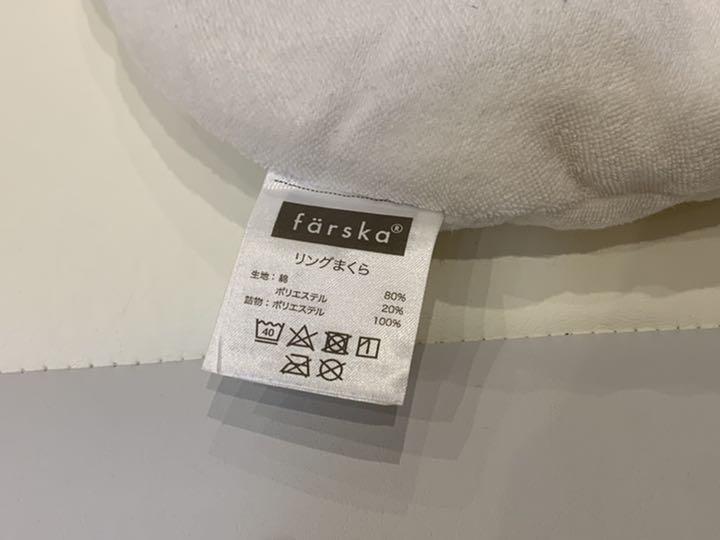 färska®
リングまくら
生地：綿 80%
ポリエステル 20%
詰物：ポリエステル 100%
40